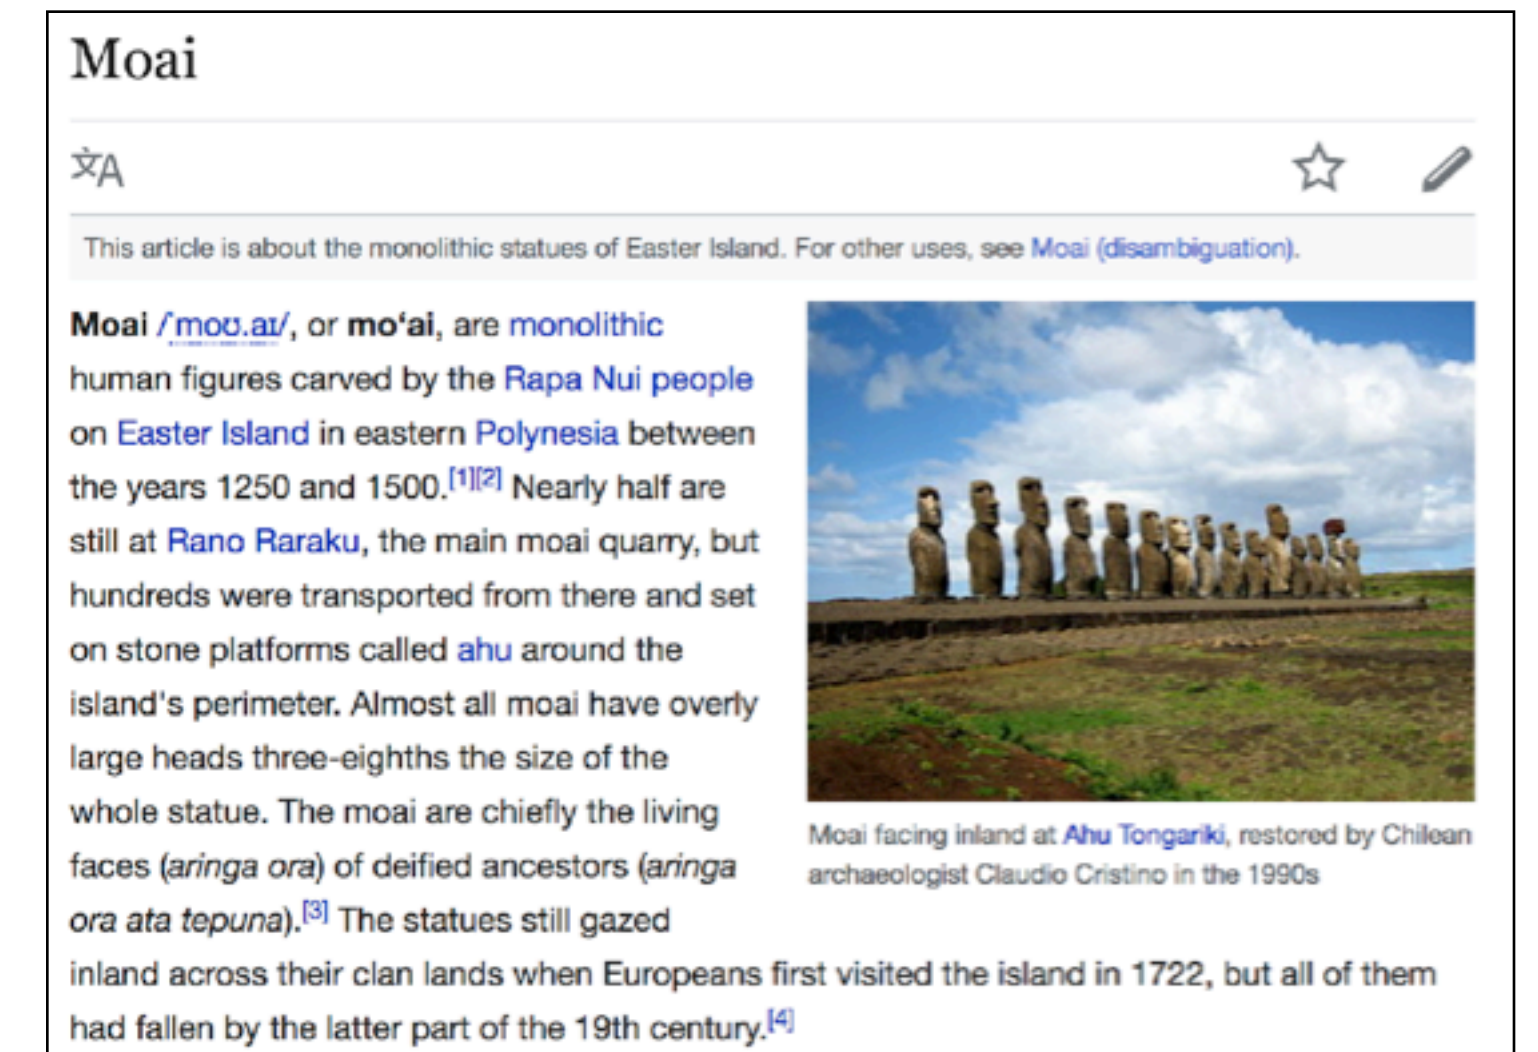 Moai
文A
This article is about the monolithic statues of Easter Island. For other uses, see Moai (disambiguation).
Moai /ˈmoʊ.aɪ/, or moʻai, are monolithic
human figures carved by the Rapa Nui people
on Easter Island in eastern Polynesia between
the years 1250 and 1500.[1][2] Nearly half are
still at Rano Raraku, the main moai quarry, but
hundreds were transported from there and set
on stone platforms called ahu around the
island's perimeter. Almost all moai have overly
large heads three-eighths the size of the
whole statue. The moai are chiefly the living
faces (aringa ora) of deified ancestors (aringa
ora ata tepuna).[3] The statues still gazed
inland across their clan lands when Europeans first visited the island in 1722, but all of them
had fallen by the latter part of the 19th century.[4]
Moai facing inland at Ahu Tongariki, restored by Chilean
archaeologist Claudio Cristino in the 1990s